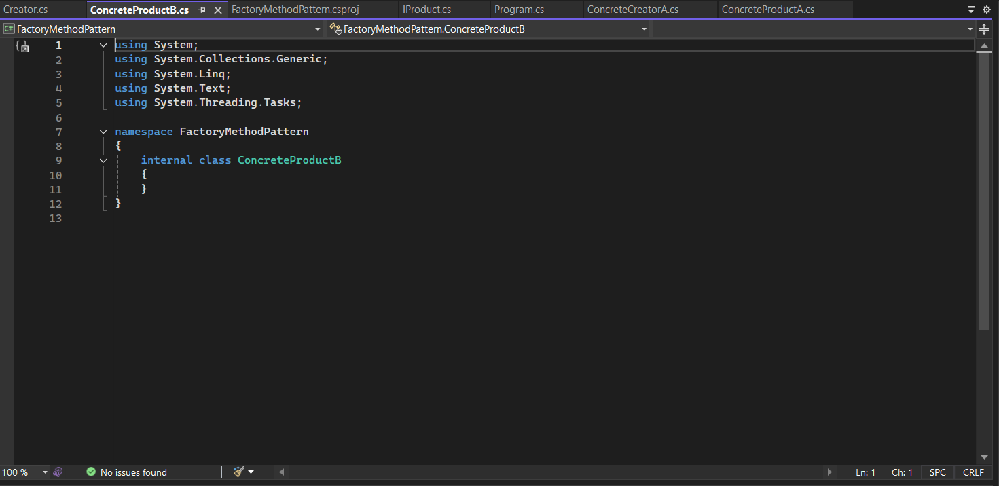 Creator.cs ConcreteProductB.cs FactoryMethodPattern.csproj IProduct.cs Program.cs ConcreteCreatorA.cs ConcreteProductA.cs
C# FactoryMethodPattern FactoryMethodPattern.ConcreteProductB
1 using System;
2 using System.Collections.Generic;
3 using System.Linq;
4 using System.Text;
5 using System.Threading.Tasks;
6
7 namespace FactoryMethodPattern
8 {
9 internal class ConcreteProductB
10 {
11 }
12 }
13
100 % No issues found Ln: 1 Ch: 1 SPC CRLF